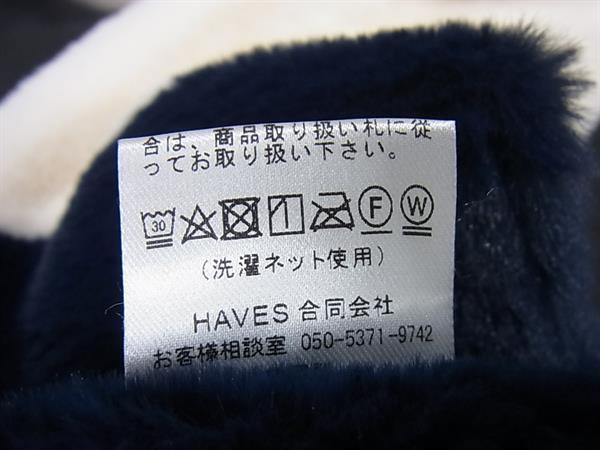 合は、商品取り扱い札に従
ってお取り扱い下さい。
30 F W
(洗濯ネット使用)
HAVES 合同会社
お客様相談室 050-5371-9742